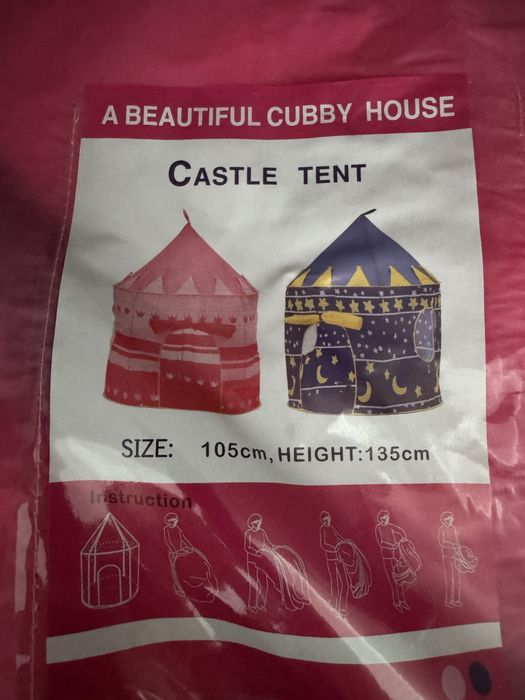 A BEAUTIFUL CUBBY HOUSE
CASTLE TENT
SIZE: 105cm, HEIGHT:135cm
Instruction